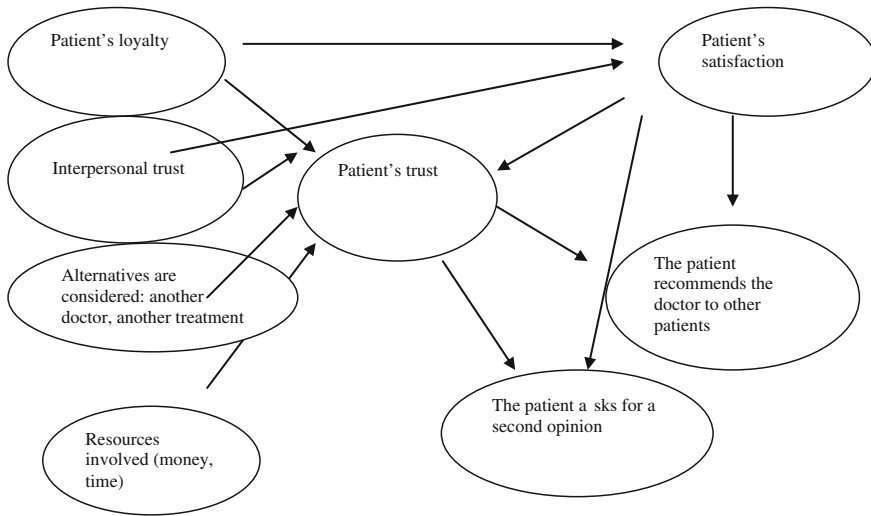 Patient's loyalty
Patient's
satisfaction
Interpersonal trust
Patient's trust
Alternatives are
considered: another
doctor, another treatment
The patient
recommends the
doctor to other
patients
The patient a sks for a
second opinion
Resources
involved (money,
time)